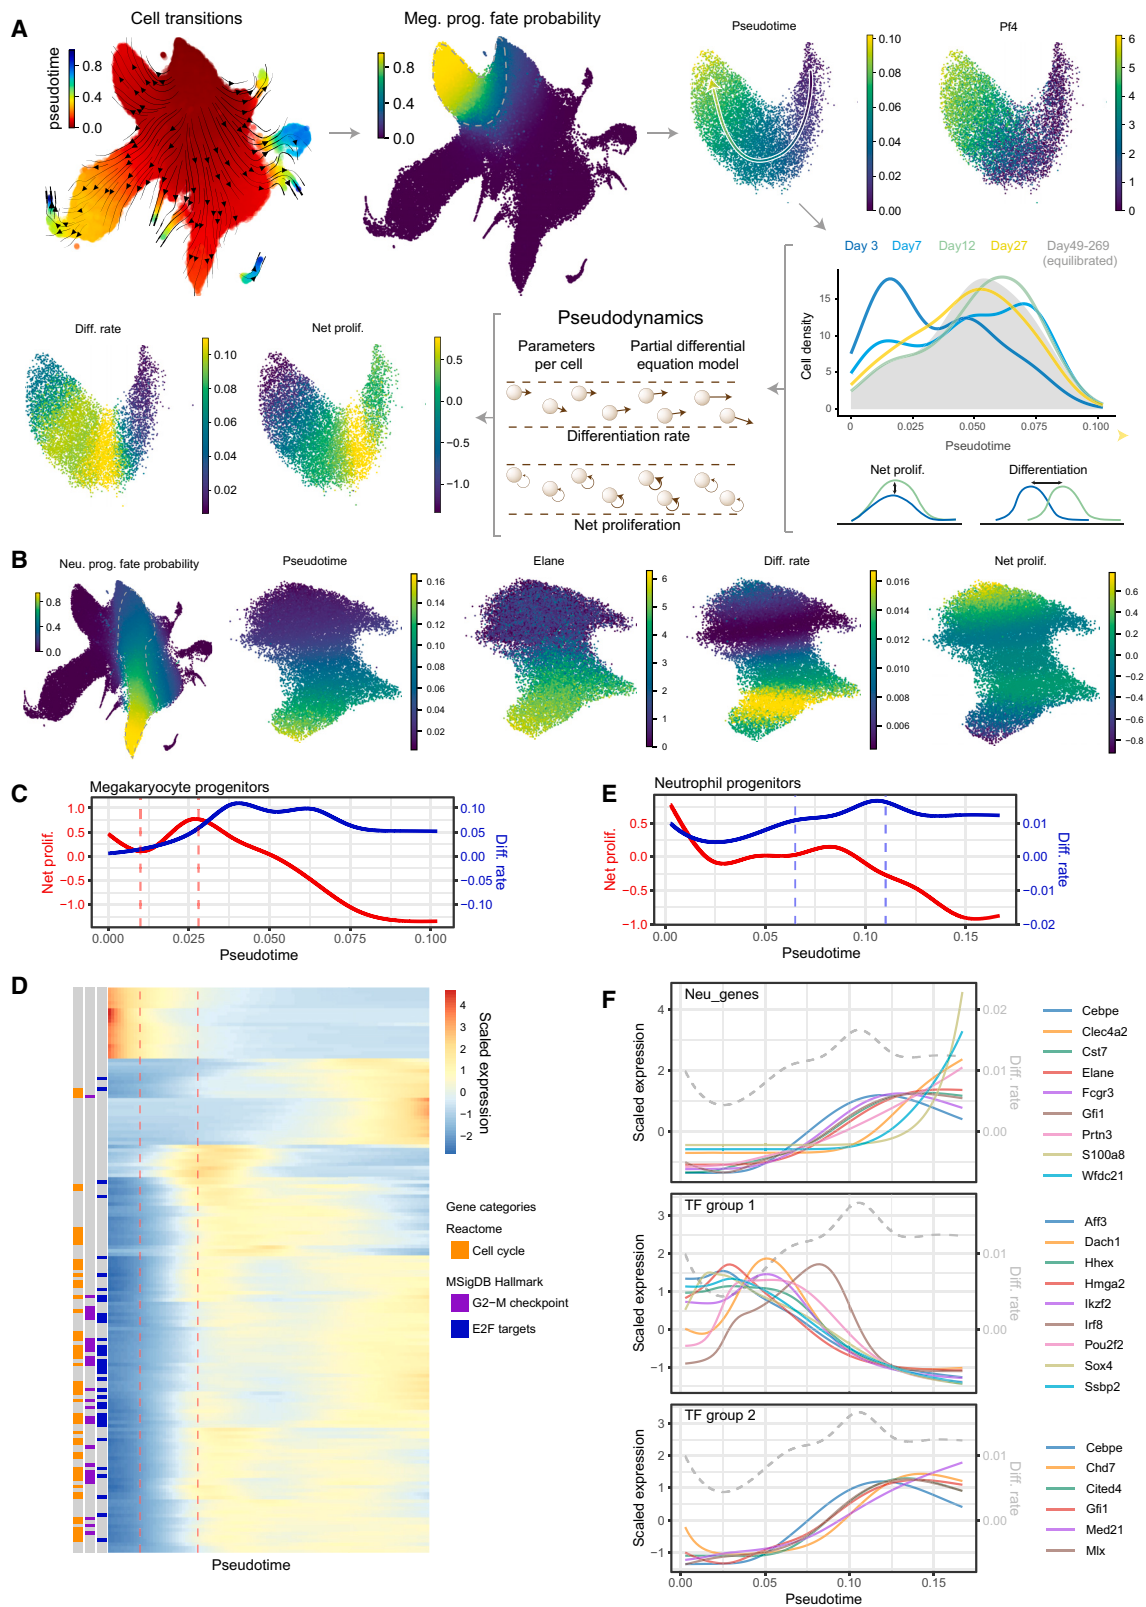 A
Cell transitions
pseudotime
0.8
0.4
0.0
Meg. prog. fate probability
0.8
0.4
0.0
Pseudotime
0.10
0.08
0.06
0.04
0.02
0.00
Pf4
6
5
4
3
2
1
0
Day 3 Day7 Day12 Day27 Day49-269
(equilibrated)
Cell density
15
10
5
0
0 0.025 0.050 0.075 0.100
Pseudotime
Net prolif.
Differentiation
Pseudodynamics
Parameters
per cell
Partial differential
equation model
Differentiation rate
Net proliferation
Diff. rate
0.10
0.08
0.06
0.04
0.02
Net prolif.
0.5
0.0
−0.5
−1.0
B
Neu. prog. fate probability
0.8
0.4
0.0
Pseudotime
0.16
0.14
0.12
0.10
0.08
0.06
0.04
0.02
Elane
6
5
4
3
2
1
0
Diff. rate
0.016
0.014
0.012
0.010
0.008
0.006
Net prolif.
0.6
0.4
0.2
0.0
−0.2
−0.4
−0.6
−0.8
C
Megakaryocyte progenitors
Net prolif.
1.0
0.5
0.0
−0.5
−1.0
0.10
0.05
0.00
−0.05
−0.10
Diff. rate
0.000 0.025 0.050 0.075 0.100
Pseudotime
E
Neutrophil progenitors
Net prolif.
0.5
0.0
−0.5
−1.0
0.01
0.00
−0.01
−0.02
Diff. rate
0.00 0.05 0.10 0.15
Pseudotime
D
4
3
2
1
0
−1
−2
Scaled expression
Gene categories
Reactome
Cell cycle
MSigDB Hallmark
G2−M checkpoint
E2F targets
Pseudotime
F
Neu_genes
Scaled expression
4
2
0
0.02
0.01
0.00
Diff. rate
Cebpe
Clec4a2
Cst7
Elane
Fcgr3
Gfi1
Prtn3
S100a8
Wfdc21
TF group 1
Scaled expression
3
2
1
0
−1
0.01
0.00
Diff. rate
Aff3
Dach1
Hhex
Hmga2
Ikzf2
Irf8
Pou2f2
Sox4
Ssbp2
TF group 2
Scaled expression
3
2
1
0
−1
0.01
0.00
Diff. rate
Cebpe
Chd7
Cited4
Gfi1
Med21
Mlx
0.00 0.05 0.10 0.15
Pseudotime